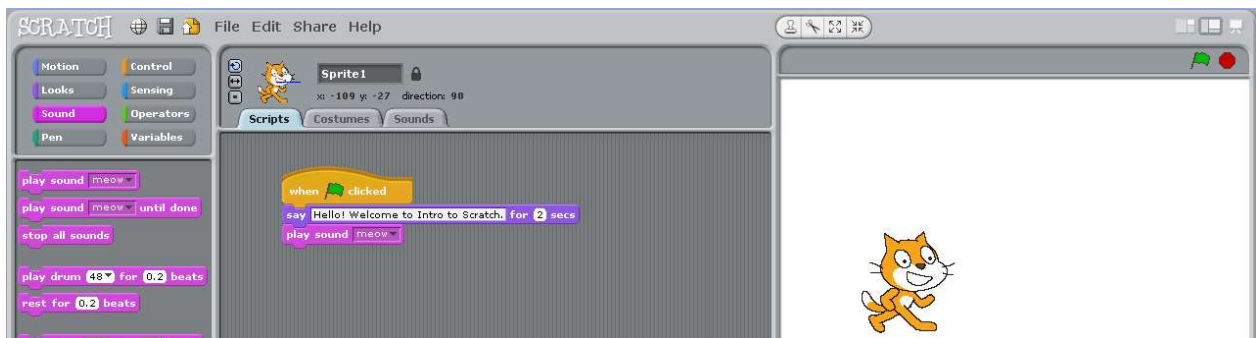 SCRATCH File Edit Share Help
Motion Control
Looks Sensing
Sound Operators
Pen Variables
Sprite1
x: -109 y: -27 direction: 90
Scripts Costumes Sounds
play sound meow
play sound meow until done
stop all sounds
play drum 48 for 0.2 beats
rest for 0.2 beats
when clicked
say Hello! Welcome to Intro to Scratch. for 2 secs
play sound meow